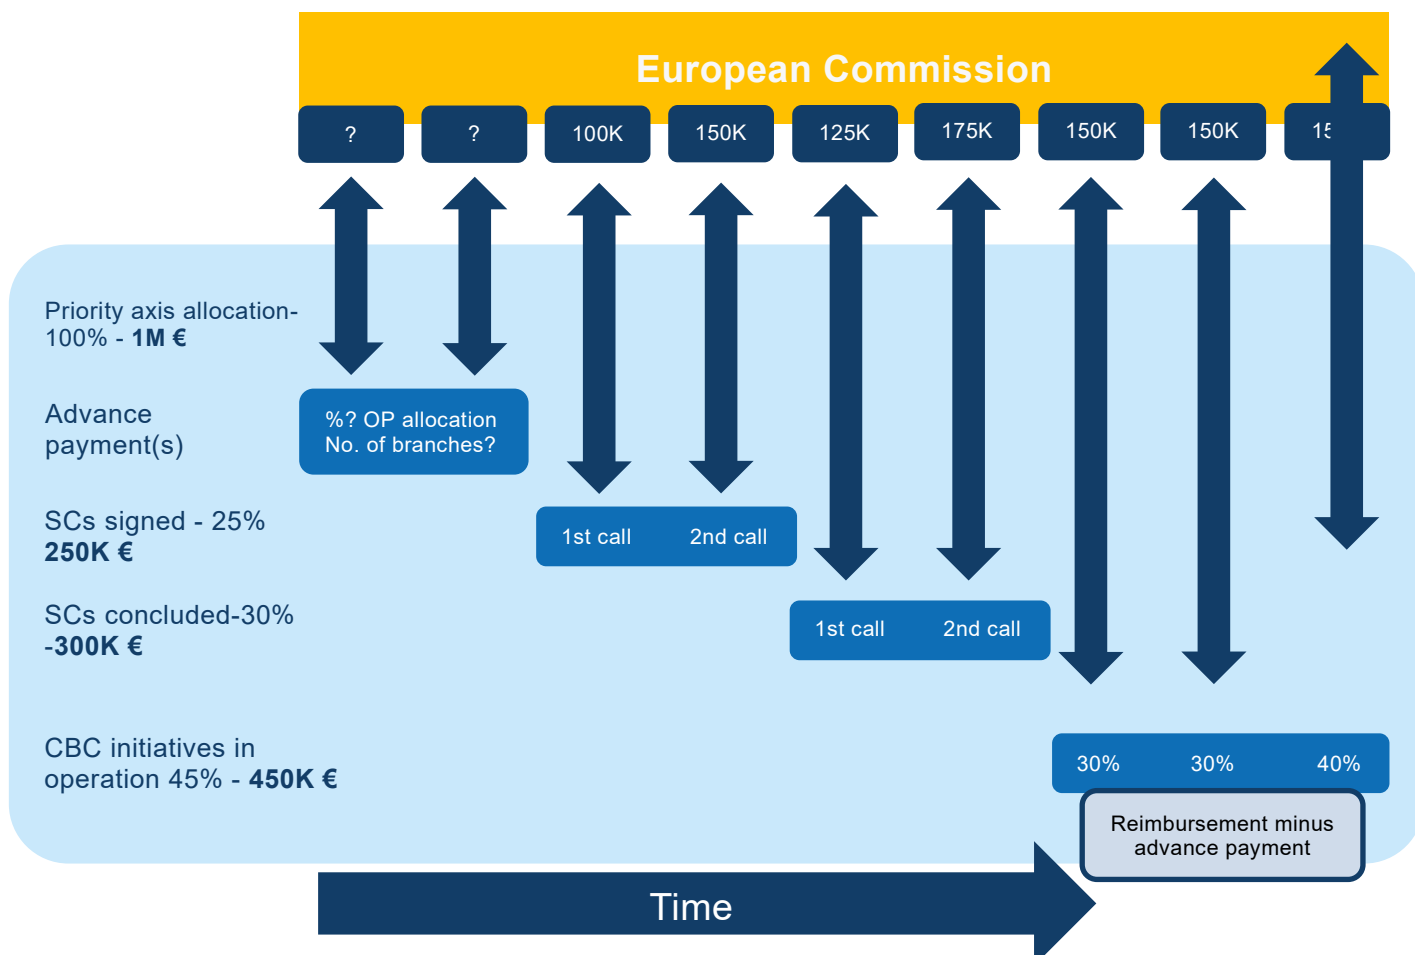 European Commission
? ? 100K 150K 125K 175K 150K 150K
Priority axis allocation-
100% - 1M €
Advance
payment(s)
%? OP allocation
No. of branches?
SCs signed - 25%
250K €
1st call 2nd call
SCs concluded-30%
-300K €
1st call 2nd call
CBC initiatives in
operation 45% - 450K €
30% 30% 40%
Reimbursement minus
advance payment
Time